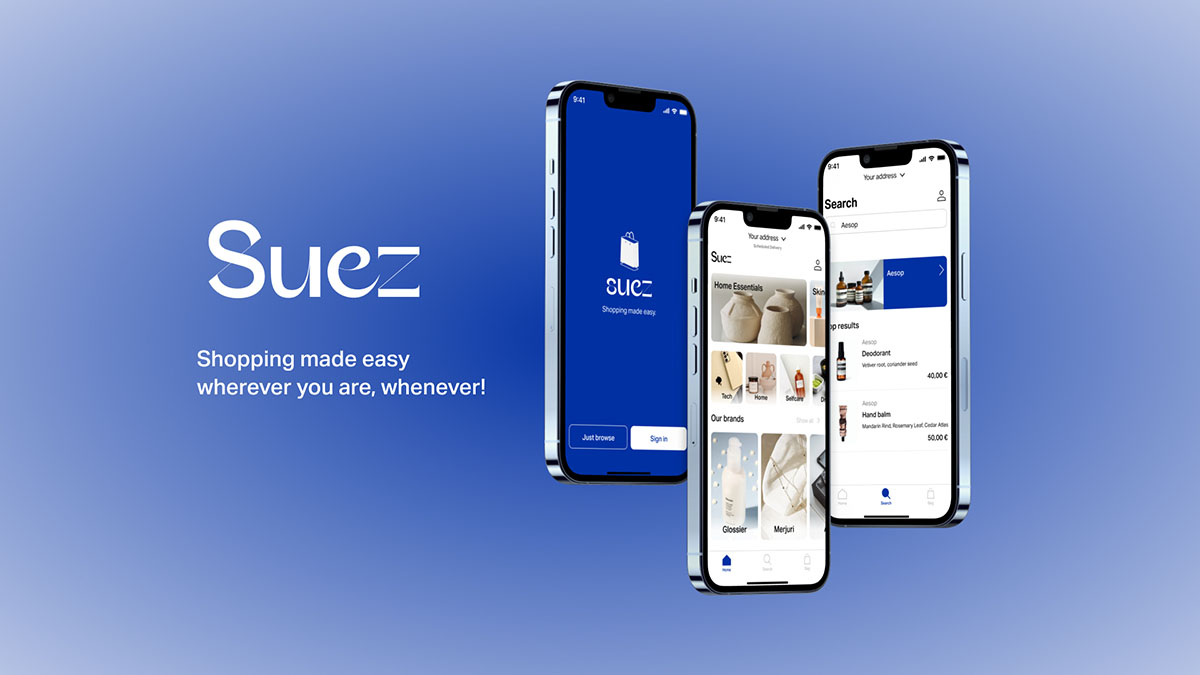 Suez
Shopping made easy
wherever you are, whenever!
9:41
suez
Shopping made easy.
Just browse
Sign in
9:41
Your address
Scheduled Delivery
Suez
Home Essentials
Skin
Tech
Home
Selfcare
Our brands
Show all
Glossier
Merjuri
Home
Search
Bag
9:41
Your address
Search
Aesop
Aesop
op results
Aesop
Deodorant
Vetiver root, coriander seed
40,00 €
Aesop
Hand balm
Mandarin Rind, Rosemary Leaf, Cedar Atlas
50,00 €
Home
Search
Bag